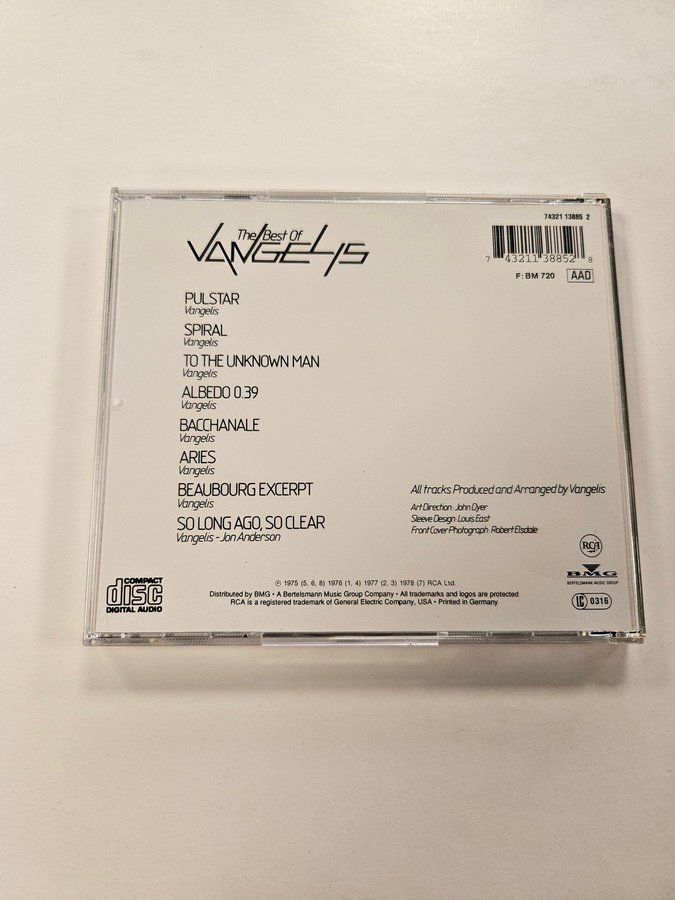 The Best Of
VANGELIS
74321 13885 2
7 43211 38852 8
F: BM 720 AAD
PULSTAR
Vangelis
SPIRAL
Vangelis
TO THE UNKNOWN MAN
Vangelis
ALBEDO 0.39
Vangelis
BACCHANALE
Vangelis
ARIES
Vangelis
BEAUBOURG EXCERPT
Vangelis
SO LONG AGO, SO CLEAR
Vangelis - Jon Anderson
All tracks Produced and Arranged by Vangelis
Art Direction: John Dyer
Sleeve Design: Louis East
Front Cover Photograph: Robert Elsdale
RCA
BMG
BERTELSMANN MUSIC GROUP
LC 0316
COMPACT
disc
DIGITAL AUDIO
℗ 1975 (5, 6, 8) 1976 (1, 4) 1977 (2, 3) 1978 (7) RCA Ltd.
Distributed by BMG • A Bertelsmann Music Group Company • All trademarks and logos are protected
RCA is a registered trademark of General Electric Company, USA • Printed in Germany